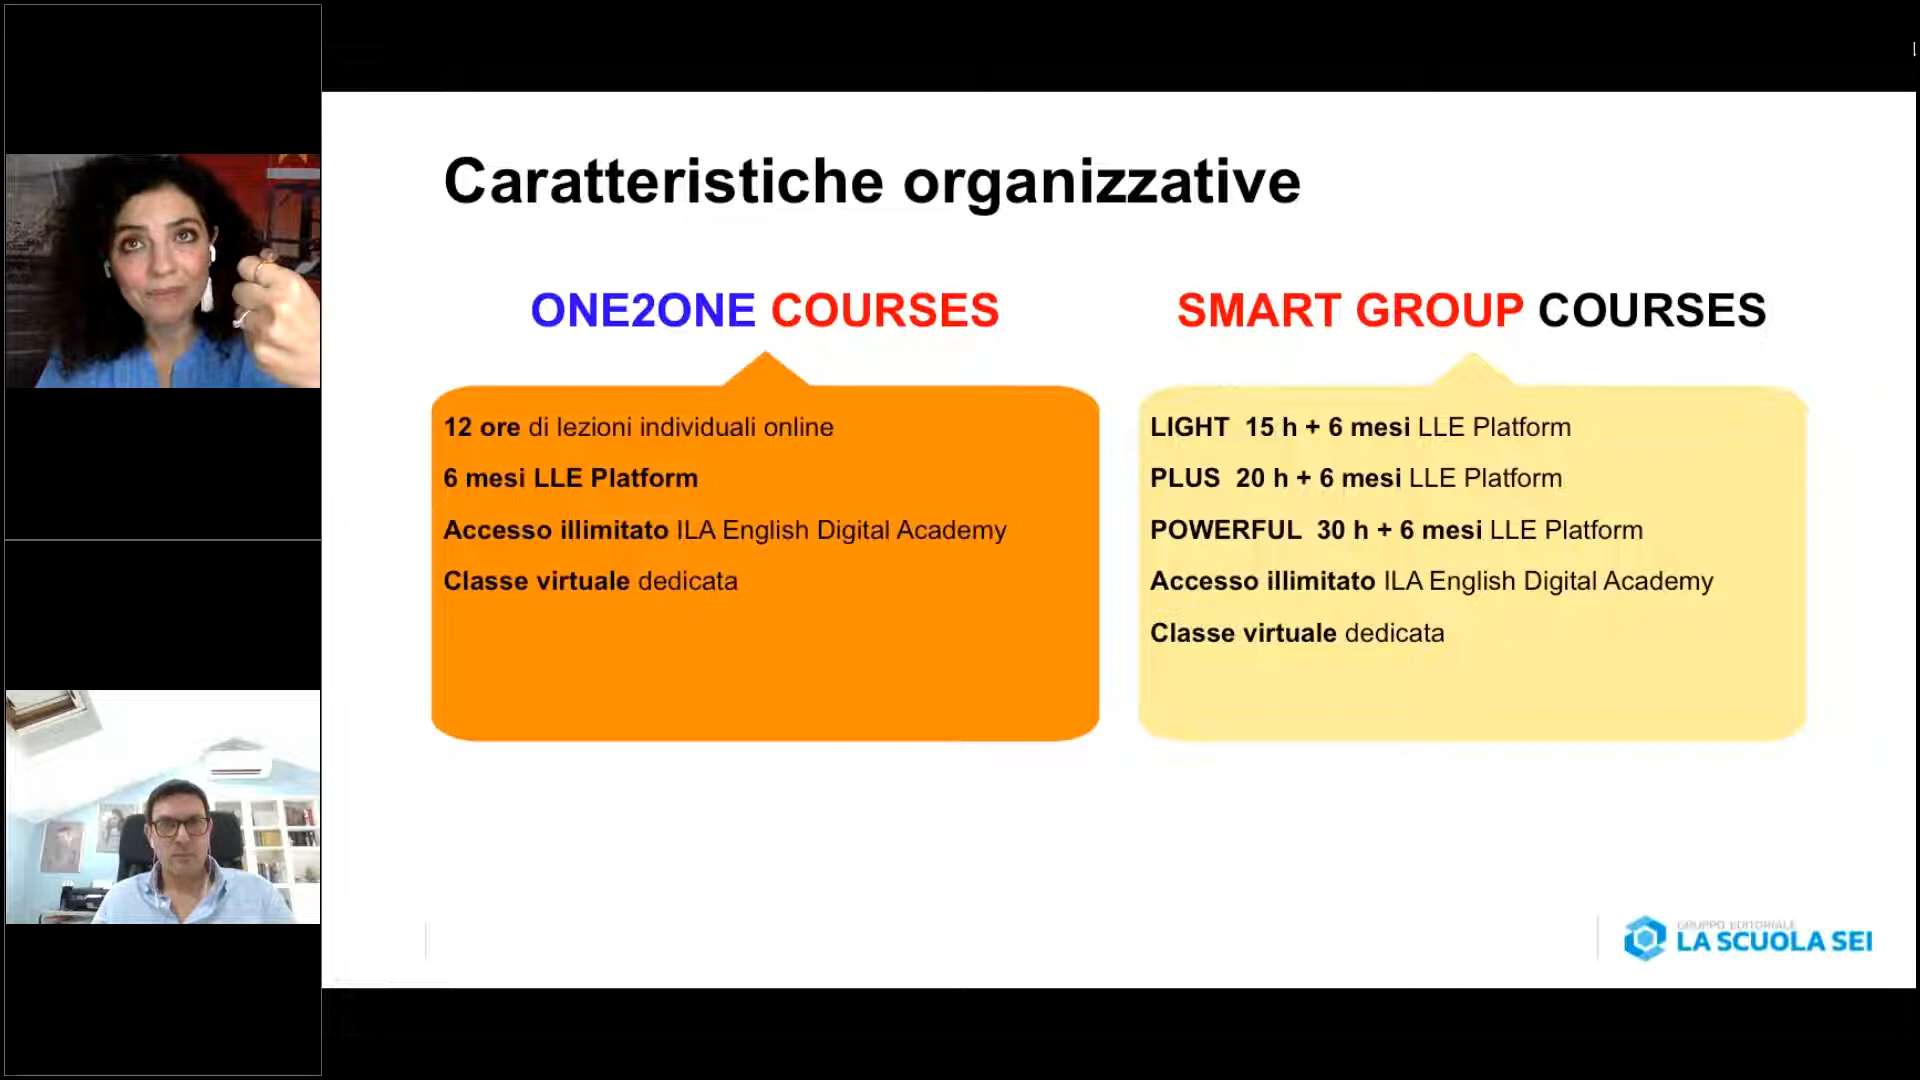 Caratteristiche organizzative
ONE2ONE COURSES
12 ore di lezioni individuali online
6 mesi LLE Platform
Accesso illimitato ILA English Digital Academy
Classe virtuale dedicata
SMART GROUP COURSES
LIGHT 15 h + 6 mesi LLE Platform
PLUS 20 h + 6 mesi LLE Platform
POWERFUL 30 h + 6 mesi LLE Platform
Accesso illimitato ILA English Digital Academy
Classe virtuale dedicata
GRUPPO EDITORIALE
LA SCUOLA SEI